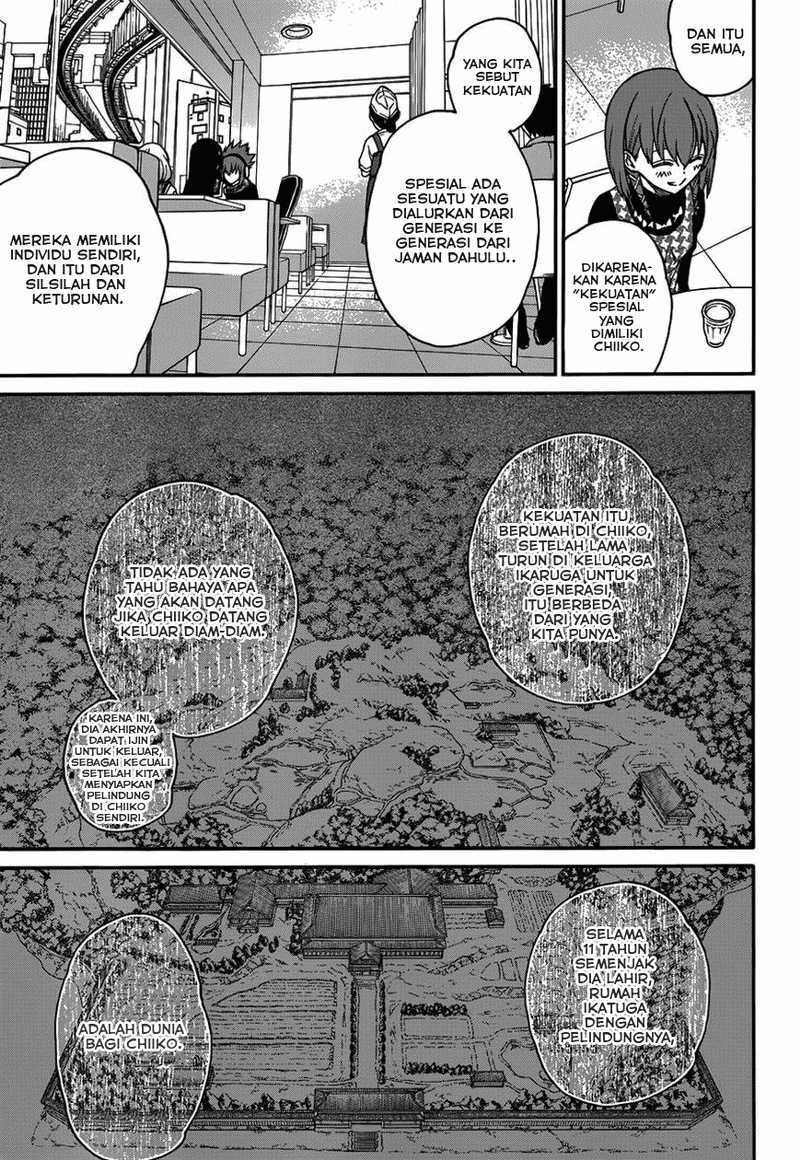 DAN ITU
SEMUA,
DIKARENA-
KAN KARENA
"KEKUATAN"
SPESIAL
YANG
DIMILIKI
CHIIKO.
YANG KITA
SEBUT
KEKUATAN
SPESIAL ADA
SESUATU YANG
DIALURKAN DARI
GENERASI KE
GENERASI DARI
JAMAN DAHULU..
MEREKA MEMILIKI
INDIVIDU SENDIRI,
DAN ITU DARI
SILSILAH DAN
KETURUNAN.
KEKUATAN ITU
BERUMAH DI CHIIKO,
SETELAH LAMA
TURUN DI KELUARGA
IKARUGA UNTUK
GENERASI,
ITU BERBEDA
DARI YANG
KITA PUNYA.
TIDAK ADA YANG
TAHU BAHAYA APA
YANG AKAN DATANG
JIKA CHIIKO DATANG
KELUAR DIAM-DIAM.
KARENA INI,
DIA AKHIRNYA
DAPAT IJIN
UNTUK KELUAR,
SEBAGAI KECUALI
SETELAH KITA
MENYIAPKAN
PELINDUNG
DI CHIIKO
SENDIRI.
SELAMA
11 TAHUN
SEMENJAK
DIA LAHIR,
RUMAH
IKATUGA
DENGAN
PELINDUNGNYA,
ADALAH DUNIA
BAGI CHIIKO.